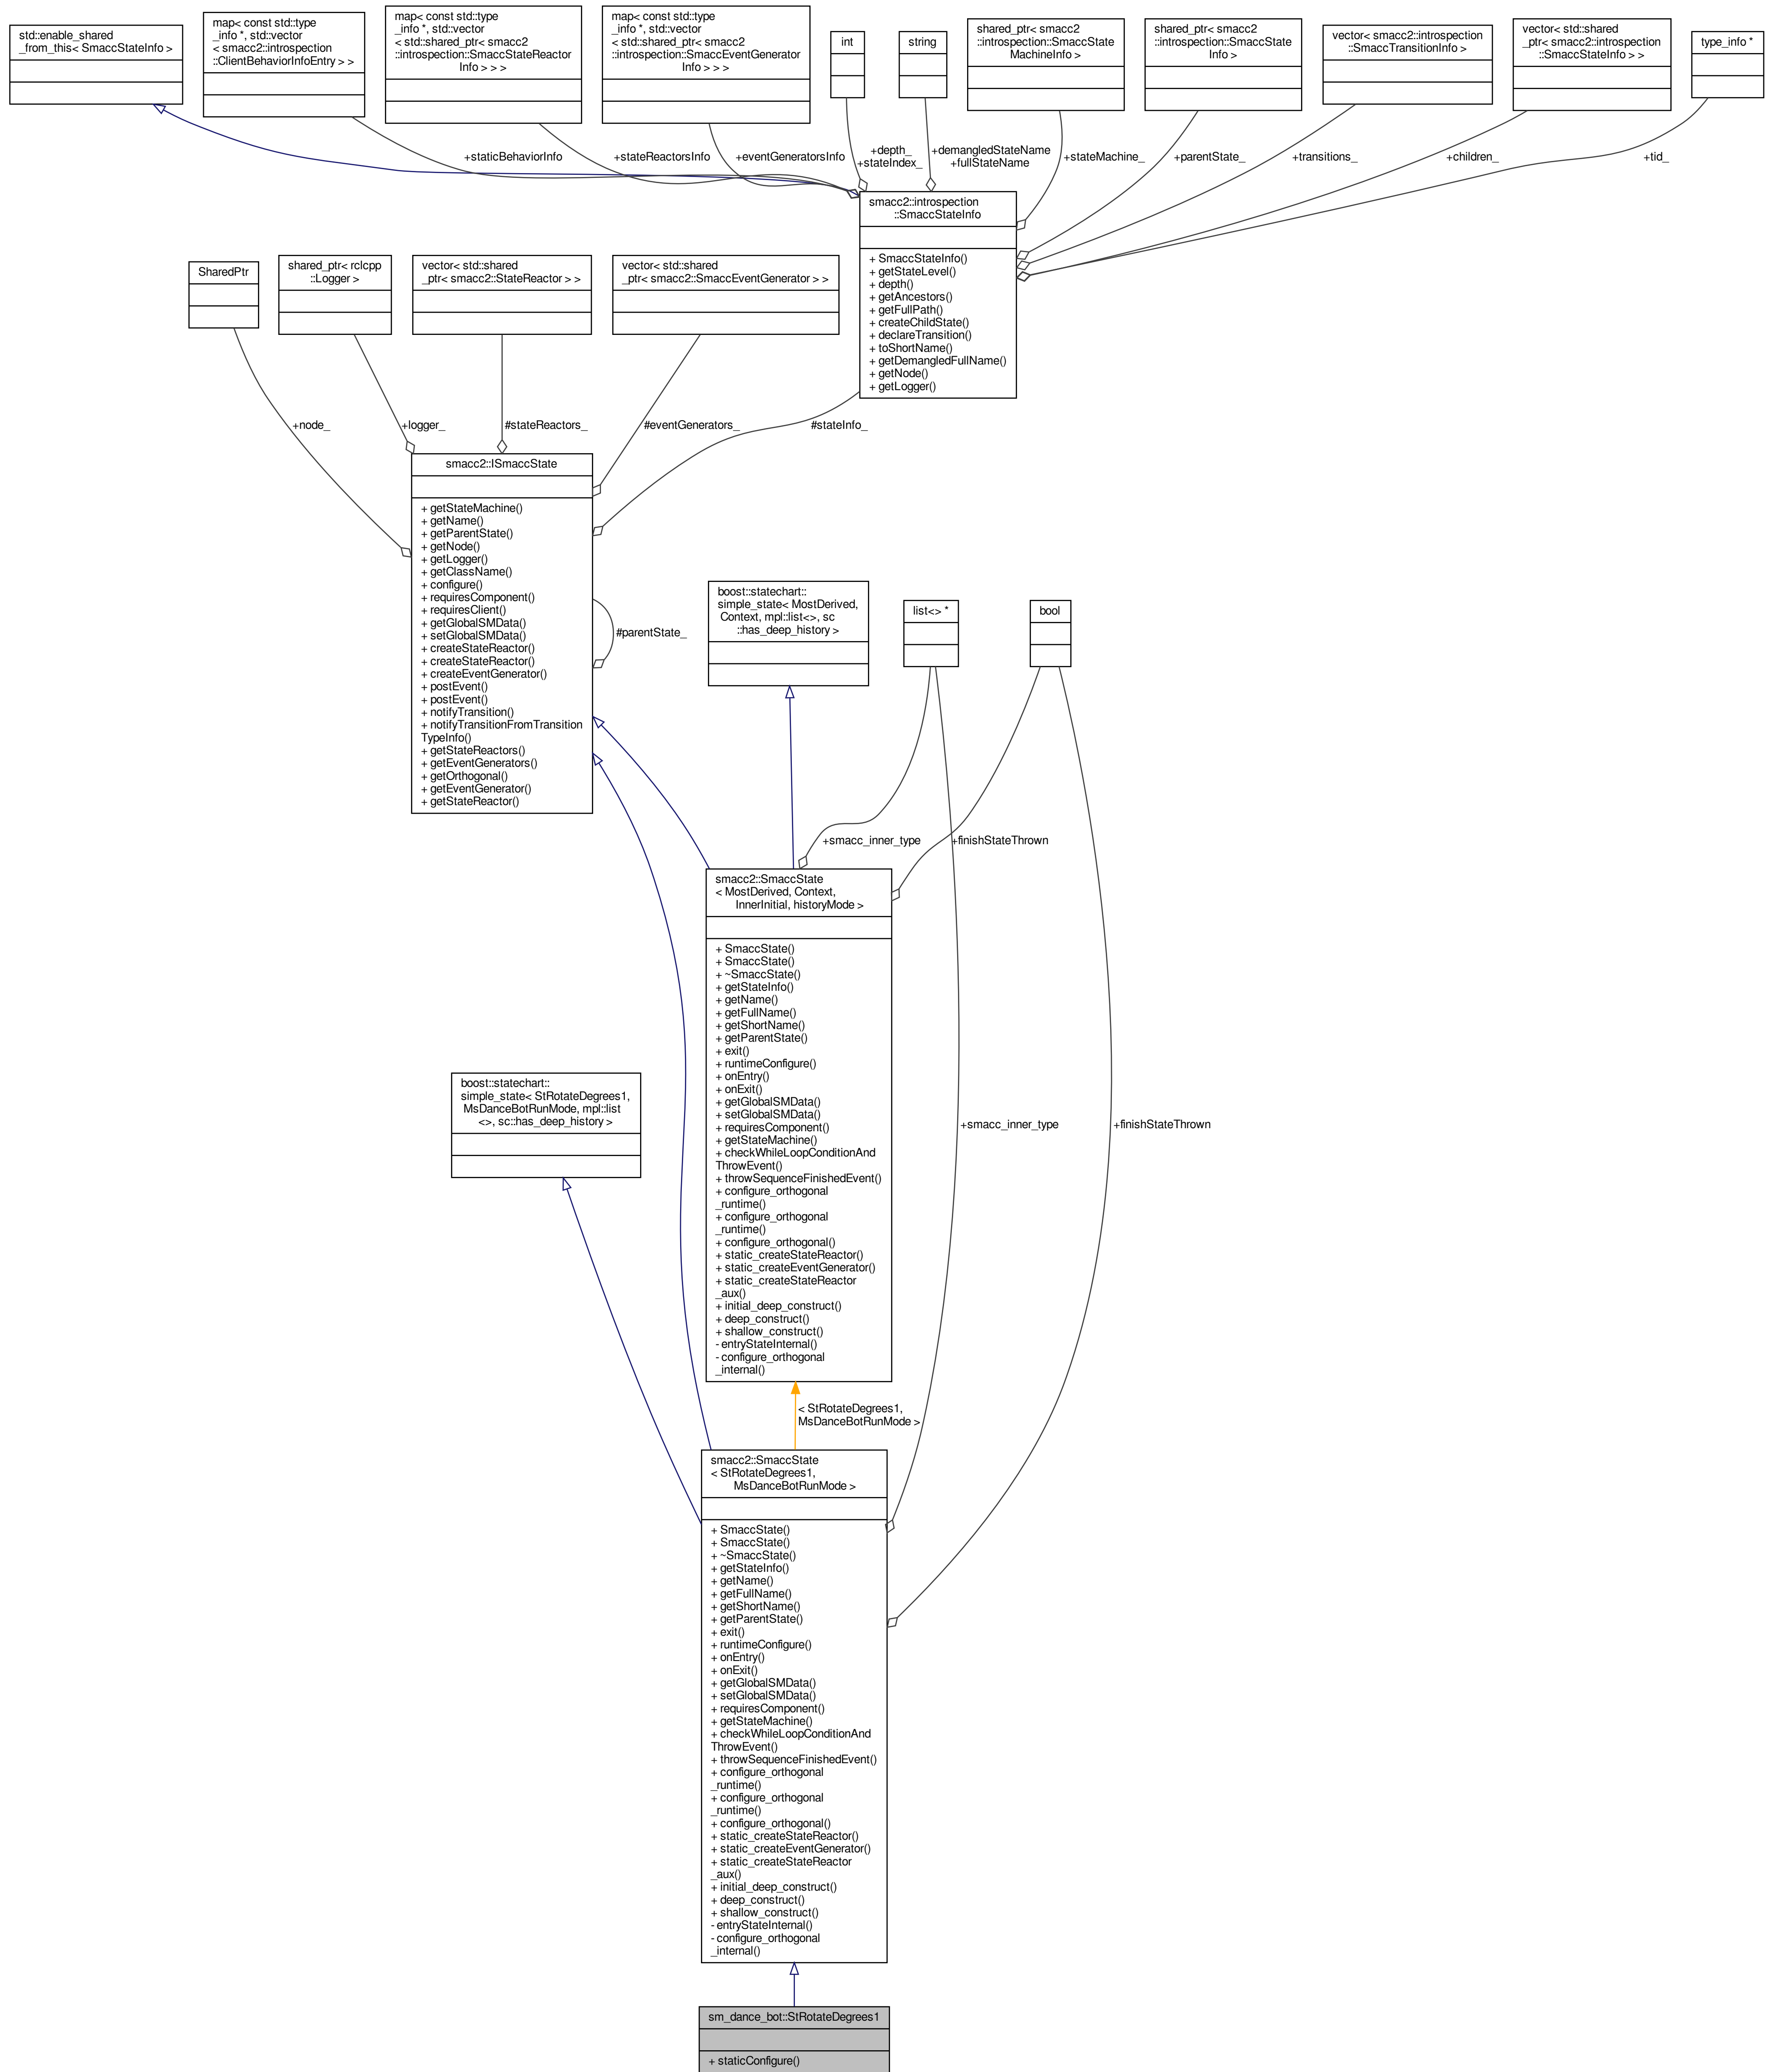 std::enable_shared
_from_this< SmaccStateInfo >
map< const std::type
_info *, std::vector
< smacc2::introspection
::ClientBehaviorInfoEntry > >
map< const std::type
_info *, std::vector
< std::shared_ptr< smacc2
::introspection::SmaccStateReactor
Info > > >
map< const std::type
_info *, std::vector
< std::shared_ptr< smacc2
::introspection::SmaccEventGenerator
Info > > >
int
string
shared_ptr< smacc2
::introspection::SmaccState
MachineInfo >
shared_ptr< smacc2
::introspection::SmaccState
Info >
vector< smacc2::introspection
::SmaccTransitionInfo >
vector< std::shared
_ptr< smacc2::introspection
::SmaccStateInfo > >
type_info *
+staticBehaviorInfo
+stateReactorsInfo
+eventGeneratorsInfo
+depth_
+stateIndex_
+demangledStateName
+fullStateName
+stateMachine_
+parentState_
+transitions_
+children_
+tid_
smacc2::introspection
::SmaccStateInfo
+ SmaccStateInfo()
+ getStateLevel()
+ depth()
+ getAncestors()
+ getFullPath()
+ createChildState()
+ declareTransition()
+ toShortName()
+ getDemangledFullName()
+ getNode()
+ getLogger()
SharedPtr
shared_ptr< rclcpp
::Logger >
vector< std::shared
_ptr< smacc2::StateReactor > >
vector< std::shared
_ptr< smacc2::SmaccEventGenerator > >
+node_
+logger_
#stateReactors_
#eventGenerators_
#stateInfo_
smacc2::ISmaccState
+ getStateMachine()
+ getName()
+ getParentState()
+ getNode()
+ getLogger()
+ getClassName()
+ configure()
+ requiresComponent()
+ requiresClient()
+ getGlobalSMData()
+ setGlobalSMData()
+ createStateReactor()
+ createStateReactor()
+ createEventGenerator()
+ postEvent()
+ postEvent()
+ notifyTransition()
+ notifyTransitionFromTransition
TypeInfo()
+ getStateReactors()
+ getEventGenerators()
+ getOrthogonal()
+ getEventGenerator()
+ getStateReactor()
#parentState_
boost::statechart::
simple_state< MostDerived,
Context, mpl::list<>, sc
::has_deep_history >
list<> *
bool
+smacc_inner_type
+finishStateThrown
smacc2::SmaccState
< MostDerived, Context,
InnerInitial, historyMode >
+ SmaccState()
+ SmaccState()
+ ~SmaccState()
+ getStateInfo()
+ getName()
+ getFullName()
+ getShortName()
+ getParentState()
+ exit()
+ runtimeConfigure()
+ onEntry()
+ onExit()
+ getGlobalSMData()
+ setGlobalSMData()
+ requiresComponent()
+ getStateMachine()
+ checkWhileLoopConditionAnd
ThrowEvent()
+ throwSequenceFinishedEvent()
+ configure_orthogonal
_runtime()
+ configure_orthogonal
_runtime()
+ configure_orthogonal()
+ static_createStateReactor()
+ static_createEventGenerator()
+ static_createStateReactor
_aux()
+ initial_deep_construct()
+ deep_construct()
+ shallow_construct()
- entryStateInternal()
- configure_orthogonal
_internal()
boost::statechart::
simple_state< StRotateDegrees1,
MsDanceBotRunMode, mpl::list
<>, sc::has_deep_history >
+smacc_inner_type
+finishStateThrown
< StRotateDegrees1,
MsDanceBotRunMode >
smacc2::SmaccState
< StRotateDegrees1,
MsDanceBotRunMode >
+ SmaccState()
+ SmaccState()
+ ~SmaccState()
+ getStateInfo()
+ getName()
+ getFullName()
+ getShortName()
+ getParentState()
+ exit()
+ runtimeConfigure()
+ onEntry()
+ onExit()
+ getGlobalSMData()
+ setGlobalSMData()
+ requiresComponent()
+ getStateMachine()
+ checkWhileLoopConditionAnd
ThrowEvent()
+ throwSequenceFinishedEvent()
+ configure_orthogonal
_runtime()
+ configure_orthogonal
_runtime()
+ configure_orthogonal()
+ static_createStateReactor()
+ static_createEventGenerator()
+ static_createStateReactor
_aux()
+ initial_deep_construct()
+ deep_construct()
+ shallow_construct()
- entryStateInternal()
- configure_orthogonal
_internal()
sm_dance_bot::StRotateDegrees1
+ staticConfigure()